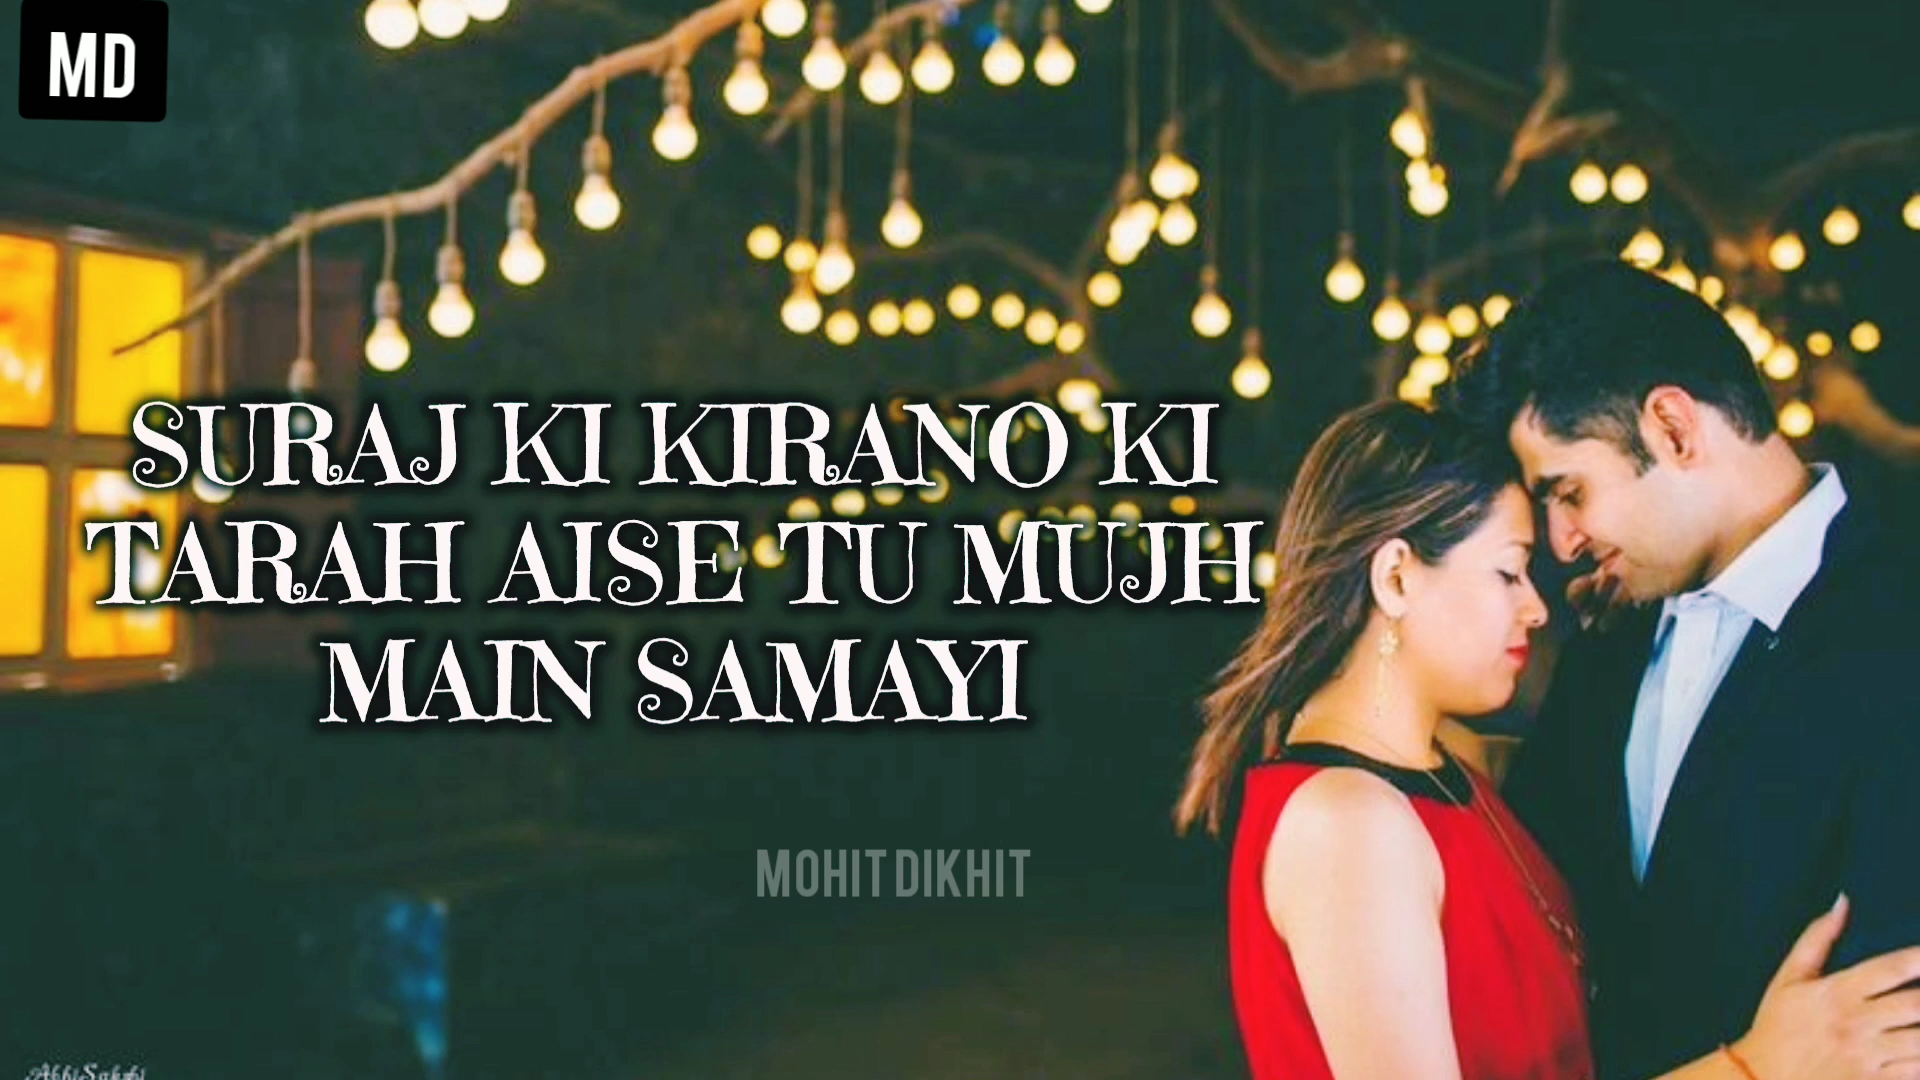 MD
SURAJ KI KIRANO KI
TARAH AISE TU MUJH
MAIN SAMAYI
MOHIT DIKHIT